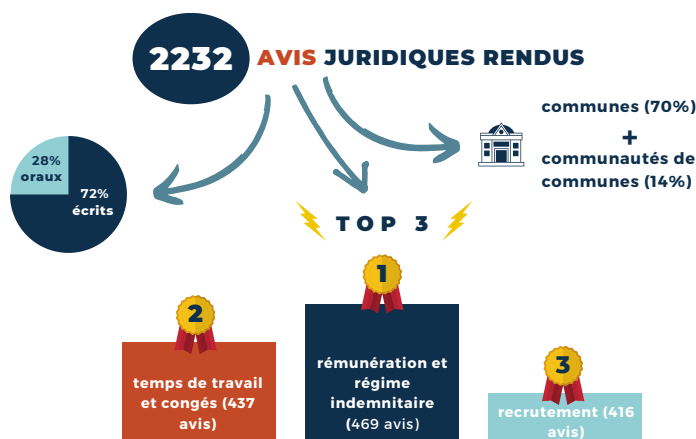 2232 AVIS JURIDIQUES RENDUS
28%
oraux
72%
écrits
communes (70%)
+
communautés de
communes (14%)
TOP 3
1
rémunération et
régime
indemnitaire
(469 avis)
2
temps de travail
et congés (437
avis)
3
recrutement (416
avis)